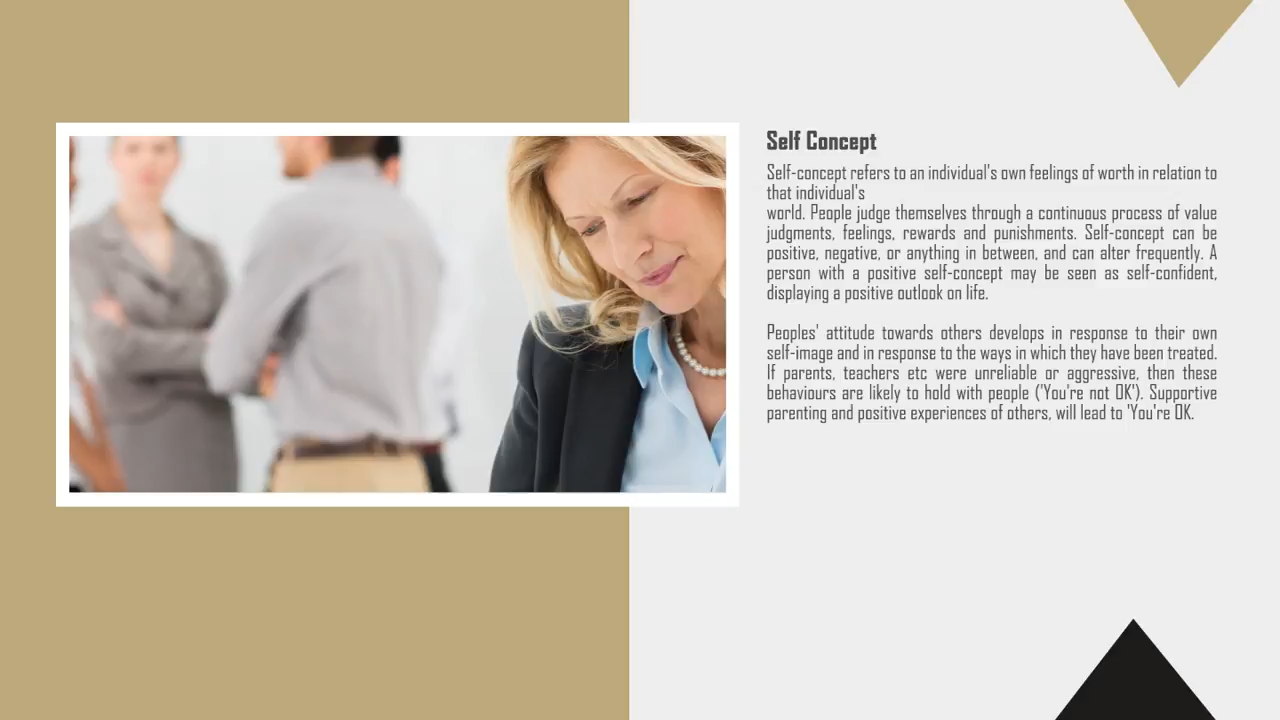 Self Concept
Self-concept refers to an individual's own feelings of worth in relation to
that individual's
world. People judge themselves through a continuous process of value
judgments, feelings, rewards and punishments. Self-concept can be
positive, negative, or anything in between, and can alter frequently. A
person with a positive self-concept may be seen as self-confident,
displaying a positive outlook on life.
Peoples' attitude towards others develops in response to their own
self-image and in response to the ways in which they have been treated.
If parents, teachers etc were unreliable or aggressive, then these
behaviours are likely to hold with people ('You're not OK'). Supportive
parenting and positive experiences of others, will lead to 'You're OK.